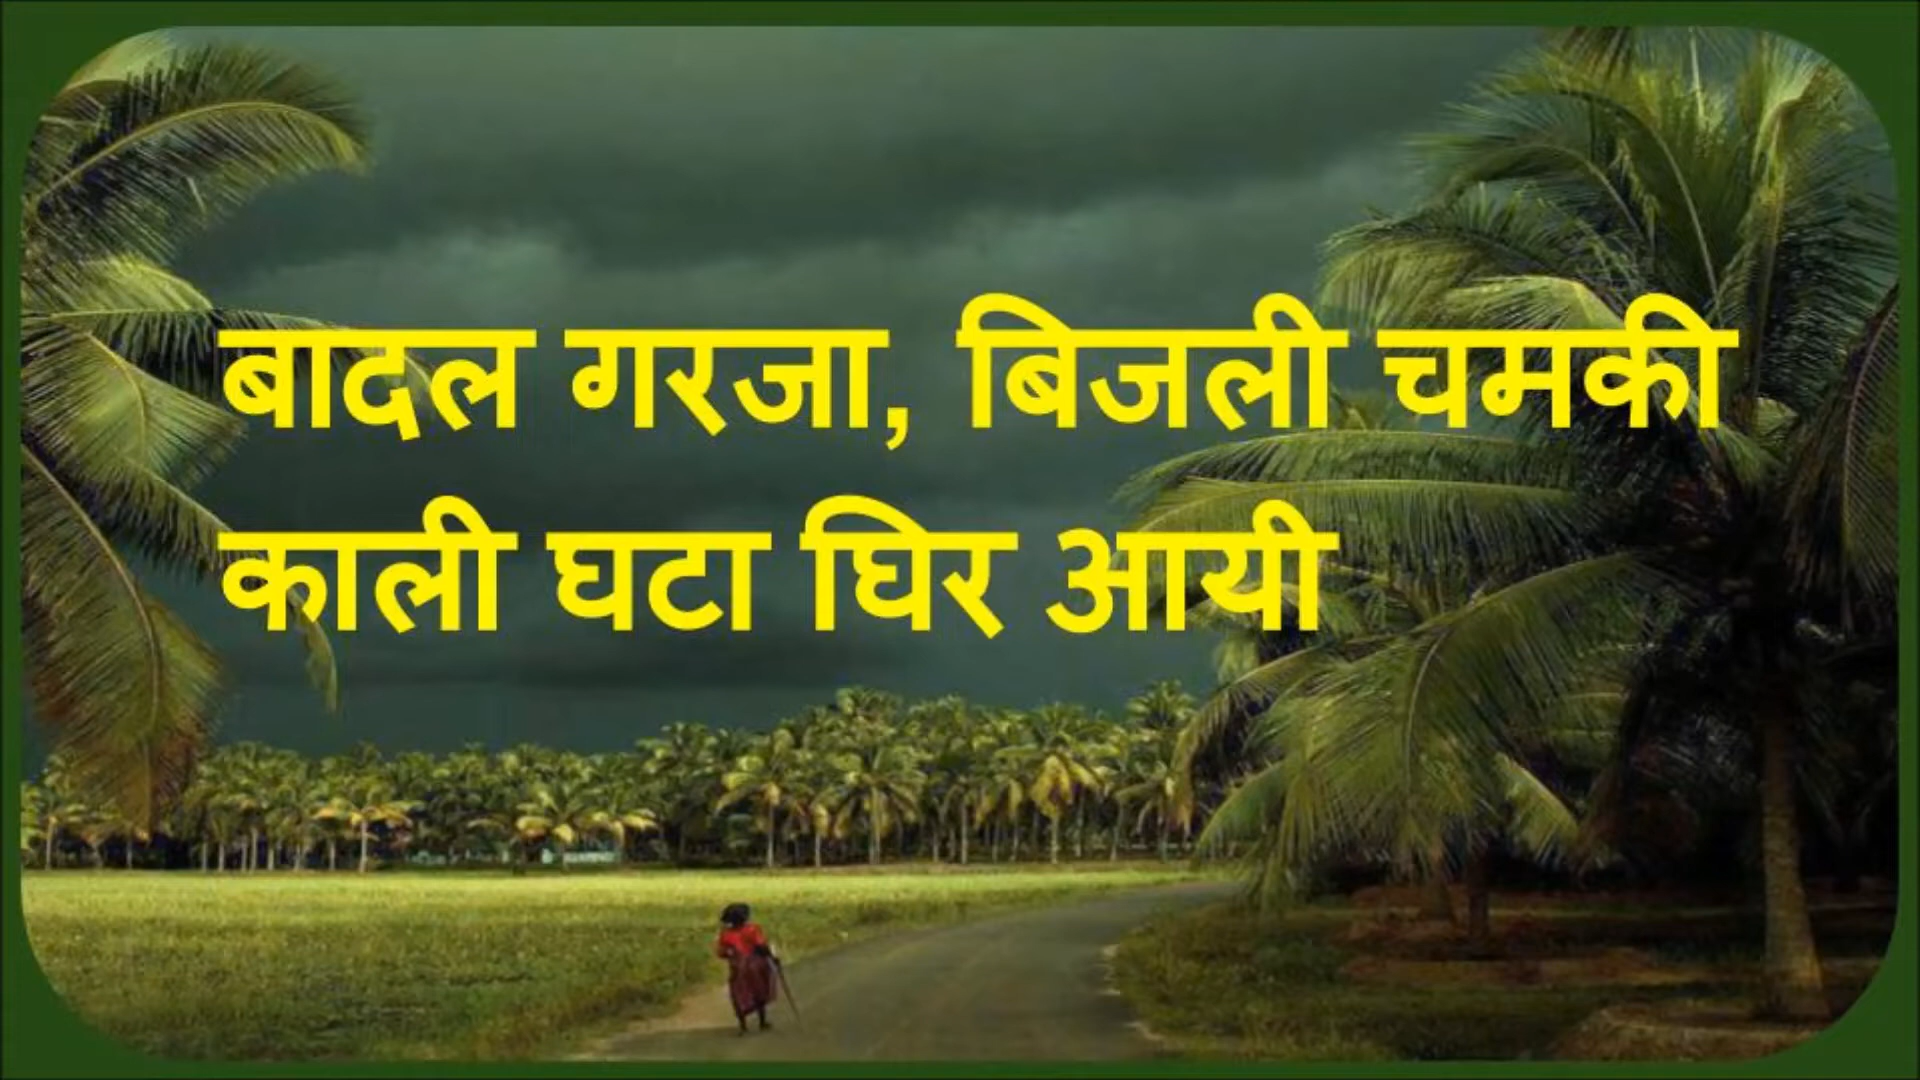 बादल गरजा, बिजली चमकी
काली घटा घिर आयी